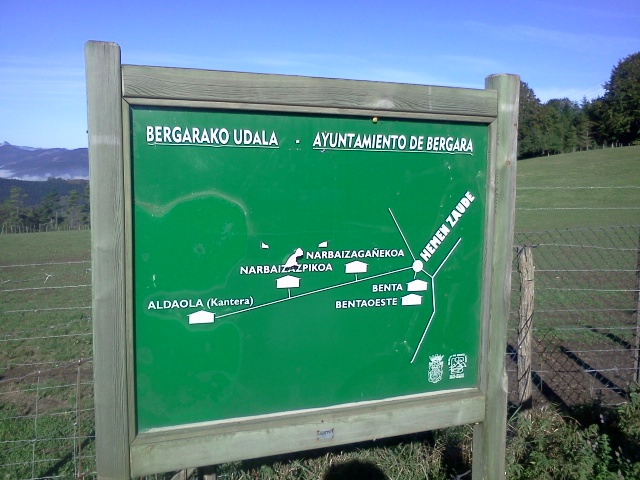 BERGARAKO UDALA - AYUNTAMIENTO DE BERGARA
HEMEN ZAUDE
NARBAIZAGAÑEKOA
NARBAIZAZPIKOA
BENTA
BENTAOESTE
ALDAOLA (Kantera)